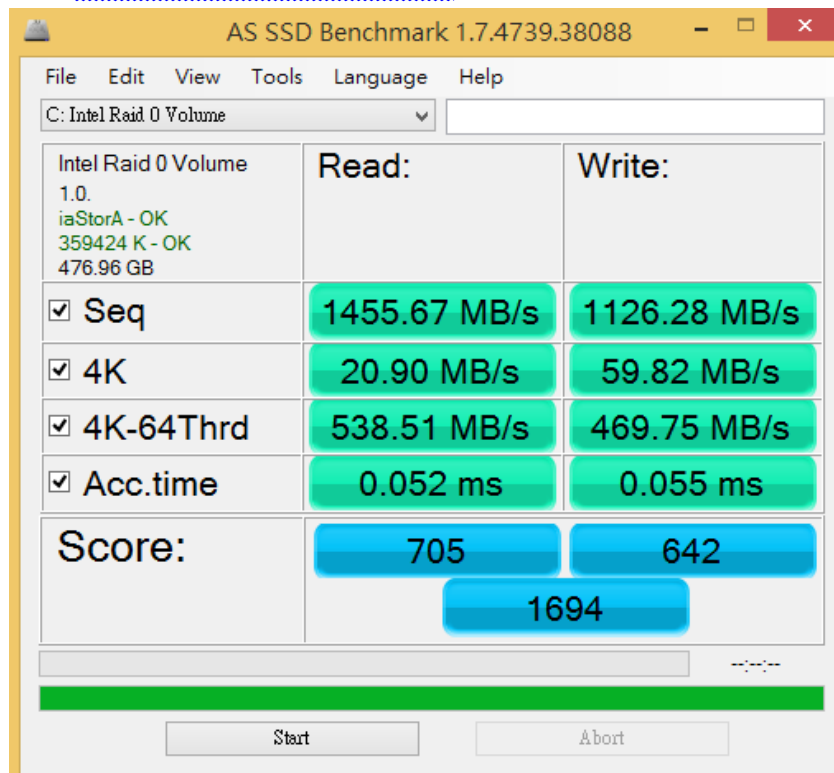 AS SSD Benchmark 1.7.4739.38088
File Edit View Tools Language Help
C: Intel Raid 0 Volume
Intel Raid 0 Volume
1.0.
iaStorA - OK
359424 K - OK
476.96 GB
Read: Write:
Seq 1455.67 MB/s 1126.28 MB/s
4K 20.90 MB/s 59.82 MB/s
4K-64Thrd 538.51 MB/s 469.75 MB/s
Acc.time 0.052 ms 0.055 ms
Score: 705 642
1694
--:--:--
Start Abort